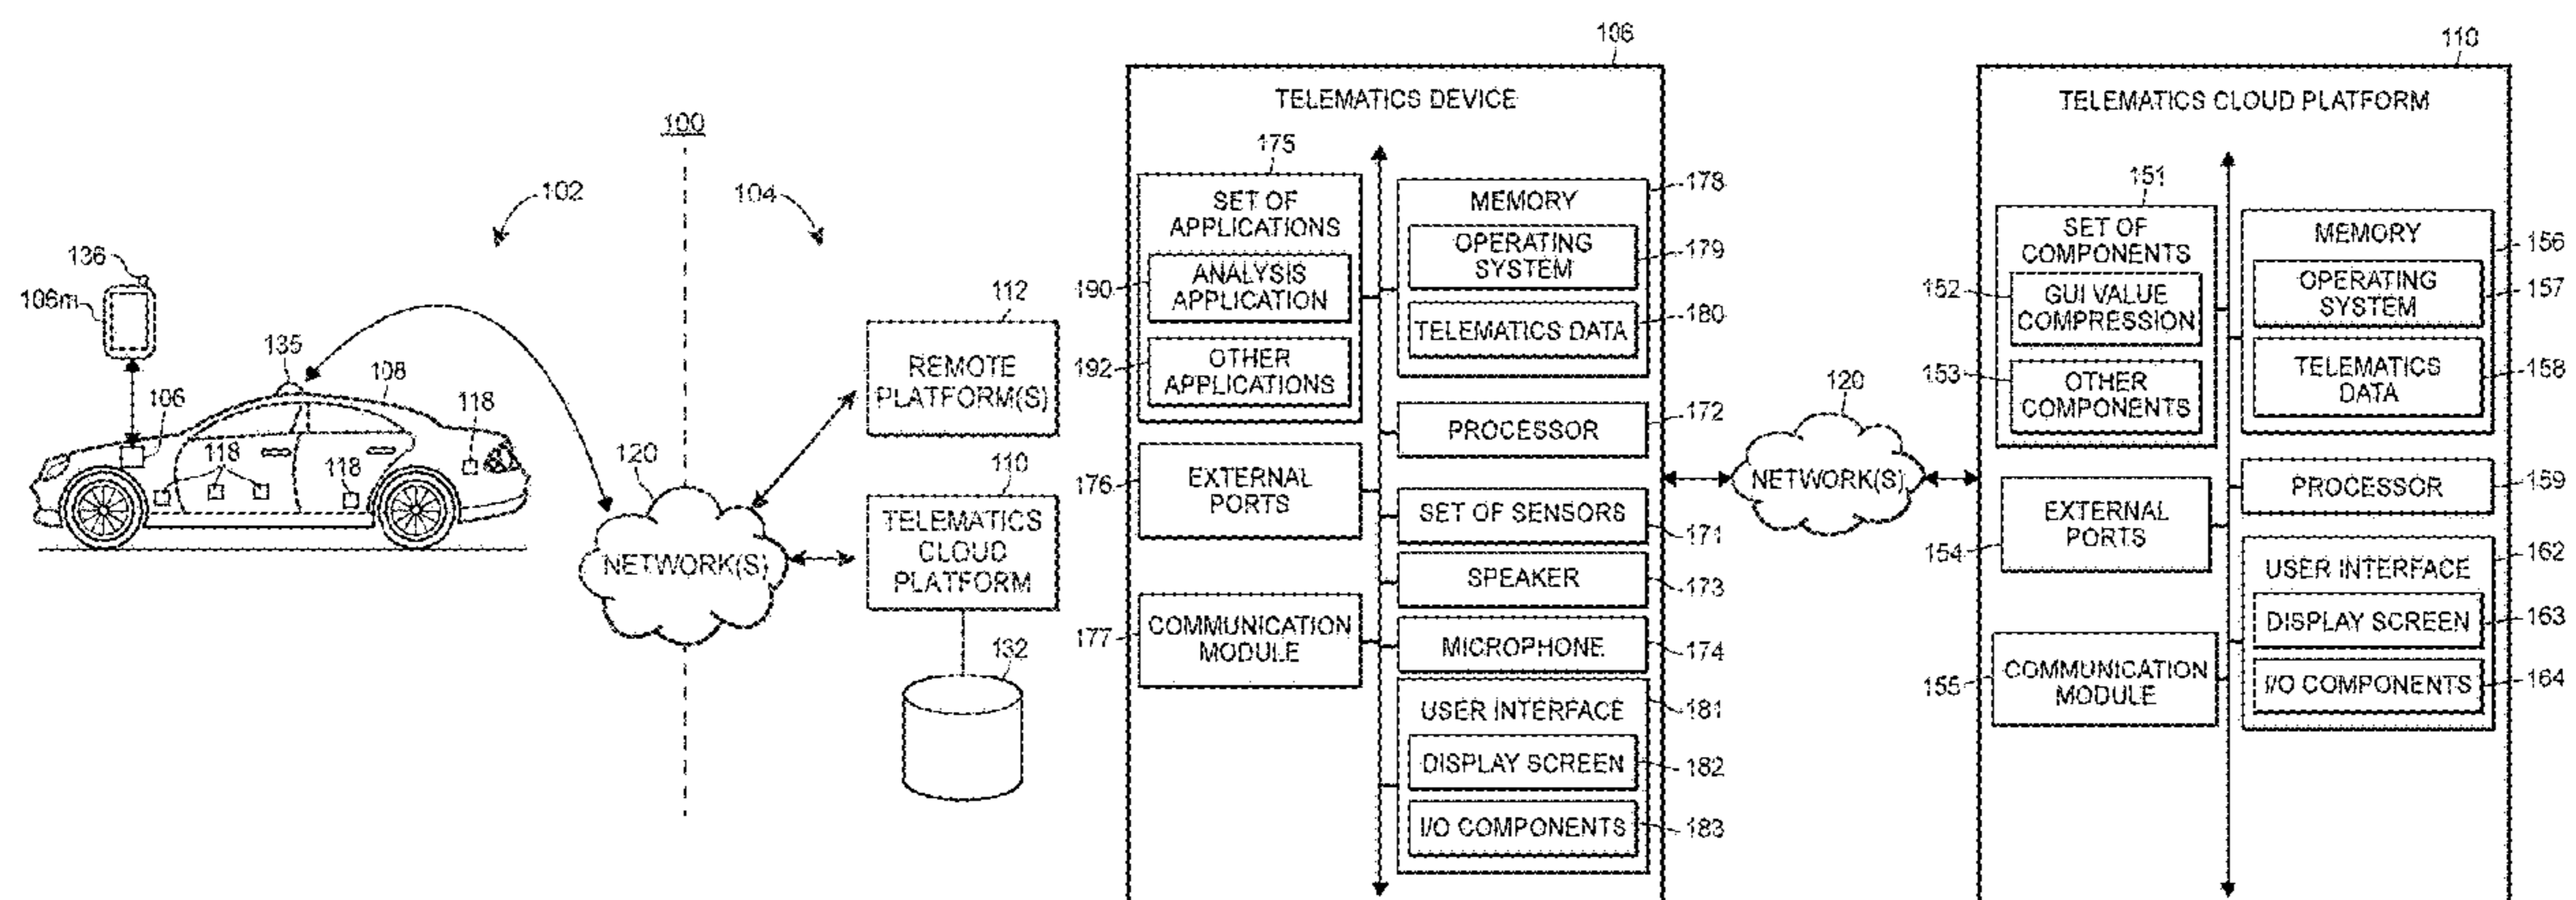 100
102
104
136
106m
135
108
106
118
118
118
120
NETWORK(S)
112
REMOTE
PLATFORM(S)
110
TELEMATICS
CLOUD
PLATFORM
132
106
TELEMATICS DEVICE
175
SET OF
APPLICATIONS
190
ANALYSIS
APPLICATION
192
OTHER
APPLICATIONS
176
EXTERNAL
PORTS
177
COMMUNICATION
MODULE
178
MEMORY
179
OPERATING
SYSTEM
180
TELEMATICS DATA
172
PROCESSOR
SET OF SENSORS
171
SPEAKER
173
MICROPHONE
174
181
USER INTERFACE
DISPLAY SCREEN
182
I/O COMPONENTS
183
120
NETWORK(S)
110
TELEMATICS CLOUD PLATFORM
151
SET OF
COMPONENTS
152
GUI VALUE
COMPRESSION
153
OTHER
COMPONENTS
154
EXTERNAL
PORTS
155
COMMUNICATION
MODULE
MEMORY
156
OPERATING
SYSTEM
157
TELEMATICS
DATA
158
PROCESSOR
159
162
USER INTERFACE
DISPLAY SCREEN
163
I/O COMPONENTS
164